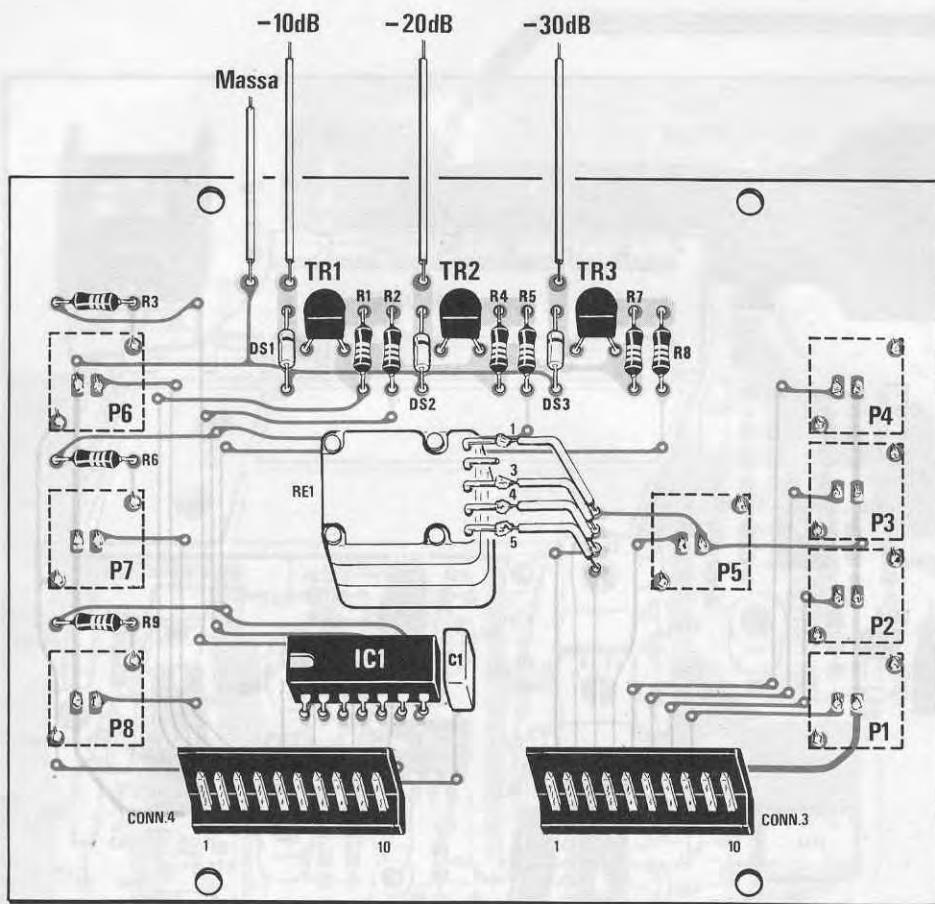 -10dB
-20dB
-30dB
Massa
TR1
TR2
TR3
R3
R1
R2
R4
R5
R7
R8
DS1
DS2
DS3
P6
P4
R6
RE1
1
3
4
5
P3
P7
P5
P2
R9
IC1
C1
P8
P1
CONN.4
CONN.3
1
10
1
10